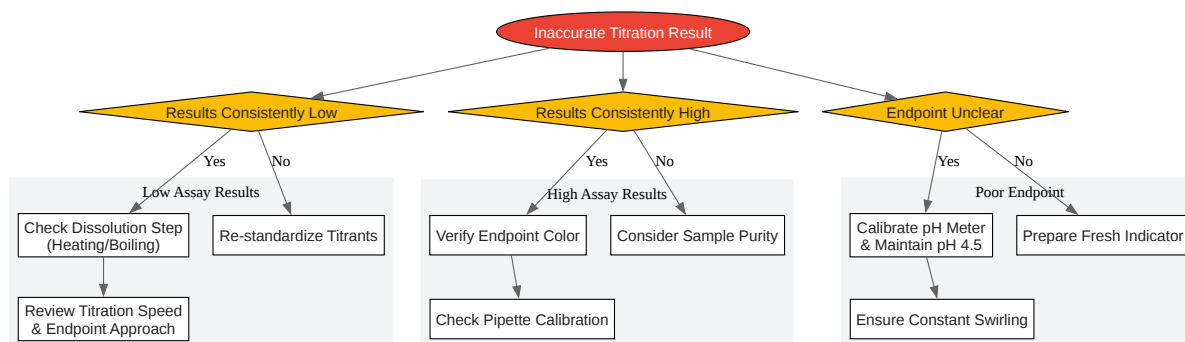 Inaccurate Titration Result
Results Consistently Low
Results Consistently High
Endpoint Unclear
Yes
No
Yes
No
Yes
No
Low Assay Results
High Assay Results
Poor Endpoint
Check Dissolution Step
(Heating/Boiling)
Re-standardize Titrants
Verify Endpoint Color
Consider Sample Purity
Calibrate pH Meter
& Maintain pH 4.5
Prepare Fresh Indicator
Review Titration Speed
& Endpoint Approach
Check Pipette Calibration
Ensure Constant Swirling